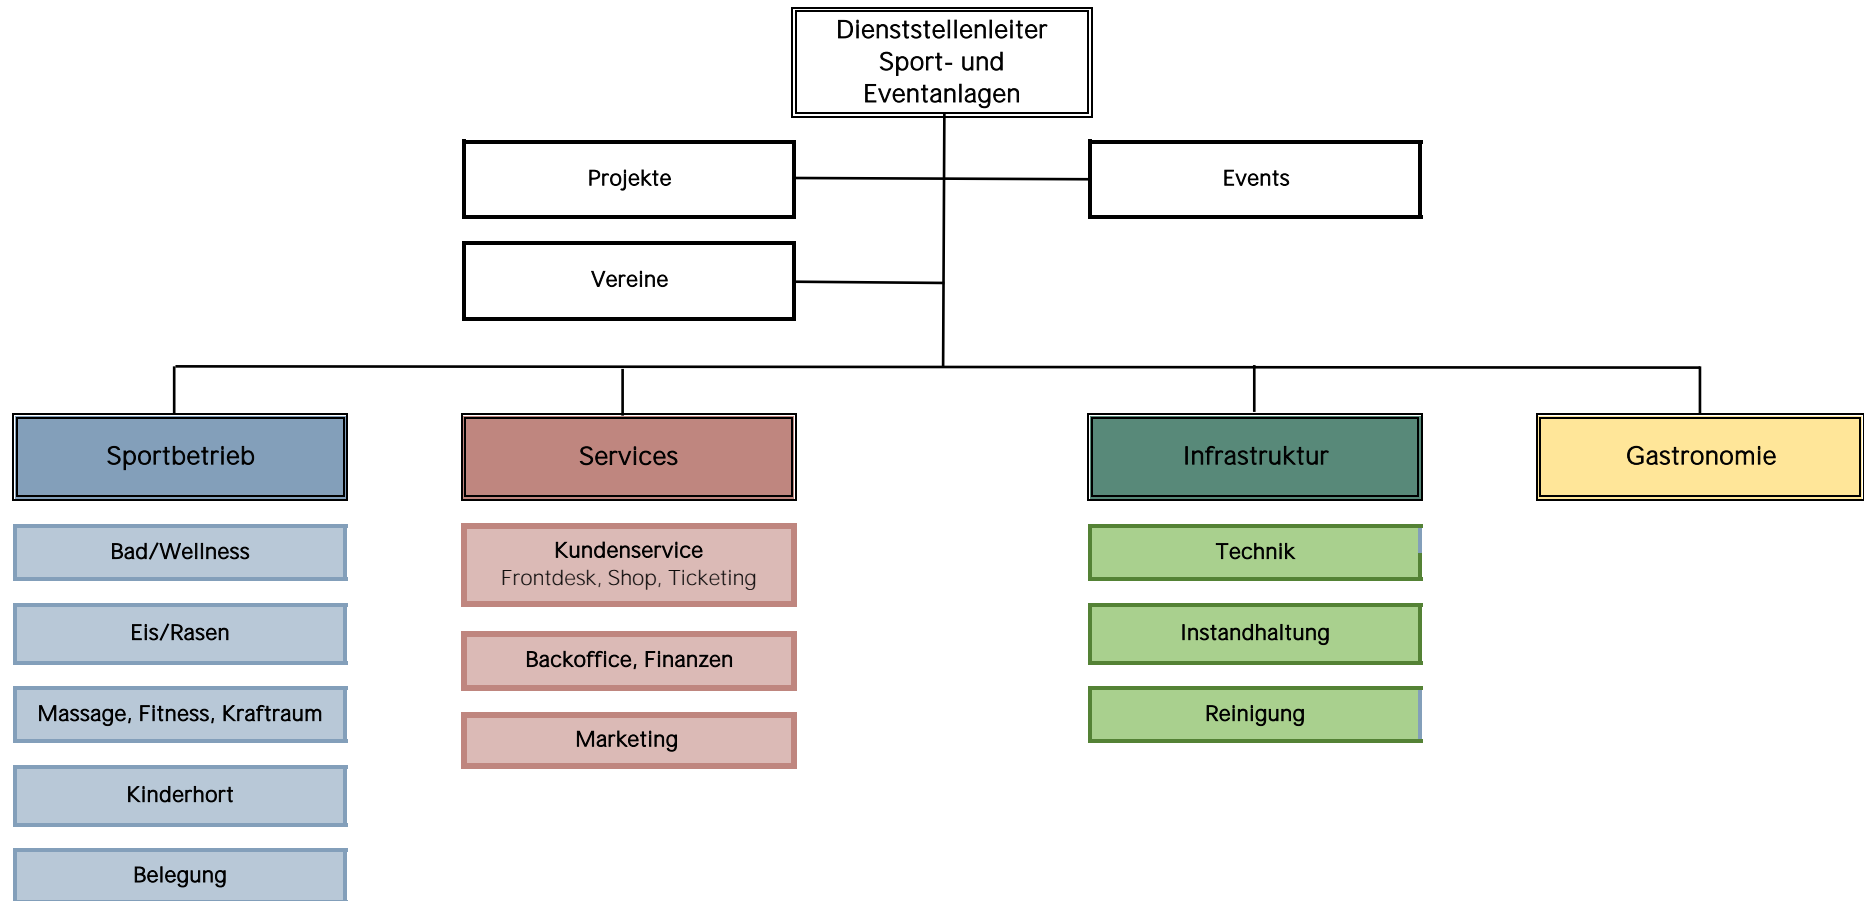 Dienststellenleiter
Sport- und
Eventanlagen
Projekte
Events
Vereine
Sportbetrieb
Services
Infrastruktur
Gastronomie
Bad/Wellness
Eis/Rasen
Massage, Fitness, Kraftraum
Kinderhort
Belegung
Kundenservice
Frontdesk, Shop, Ticketing
Backoffice, Finanzen
Marketing
Technik
Instandhaltung
Reinigung